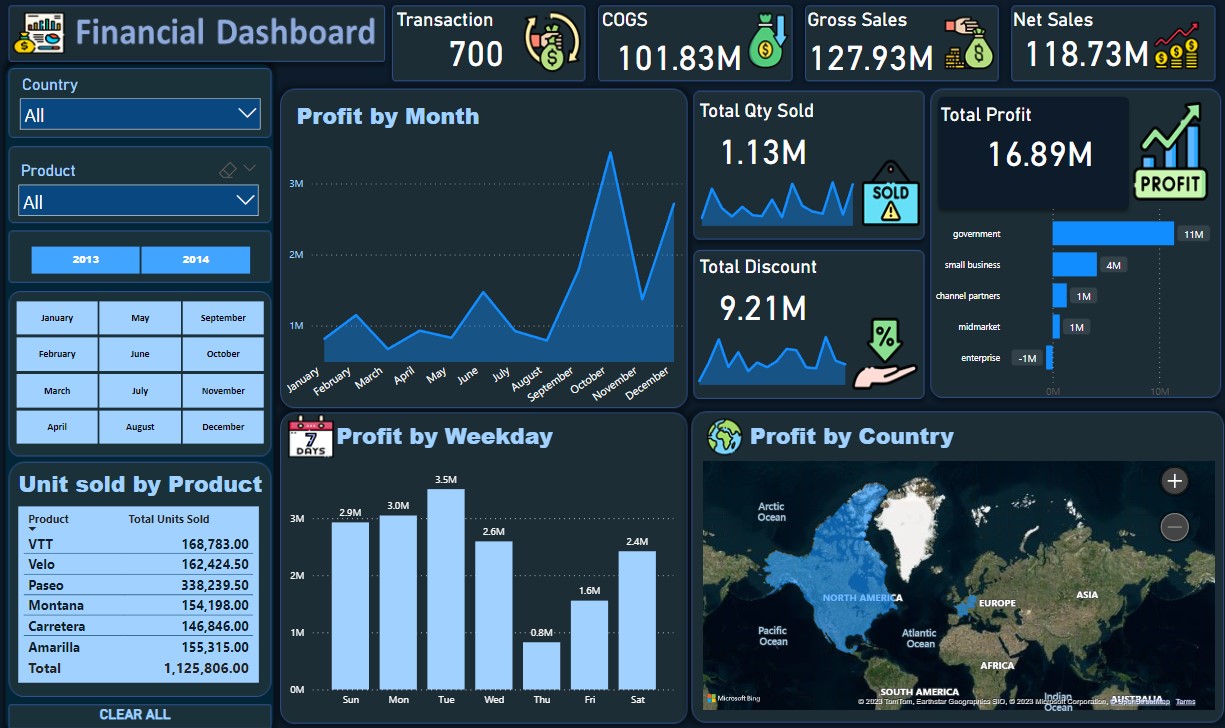 Financial Dashboard
Transaction
700
COGS
101.83M
Gross Sales
127.93M
Net Sales
118.73M
Country
All
Product
All
2013 2014
January May September
February June October
March July November
April August December
Unit sold by Product
Product Total Units Sold
VTT 168,783.00
Velo 162,424.50
Paseo 338,239.50
Montana 154,198.00
Carretera 146,846.00
Amarilla 155,315.00
Total 1,125,806.00
CLEAR ALL
Profit by Month
3M
2M
1M
January February March April May June July August September October November December
Total Qty Sold
1.13M
SOLD
Total Discount
9.21M
%
Total Profit
16.89M
PROFIT
government 11M
small business 4M
channel partners 1M
midmarket 1M
enterprise -1M
0M 10M
7
DAYS
Profit by Weekday
3M
2M
1M
0M
2.9M 3.0M 3.5M 2.6M 0.8M 1.6M 2.4M
Sun Mon Tue Wed Thu Fri Sat
Profit by Country
Arctic
Ocean
NORTH AMERICA
EUROPE
ASIA
Pacific
Ocean
Atlantic
Ocean
AFRICA
SOUTH AMERICA
Indian
Ocean
AUSTRALIA
Microsoft Bing
© 2023 TomTom, Earthstar Geographics SIO, © 2023 Microsoft Corporation, © OpenStreetMap Terms